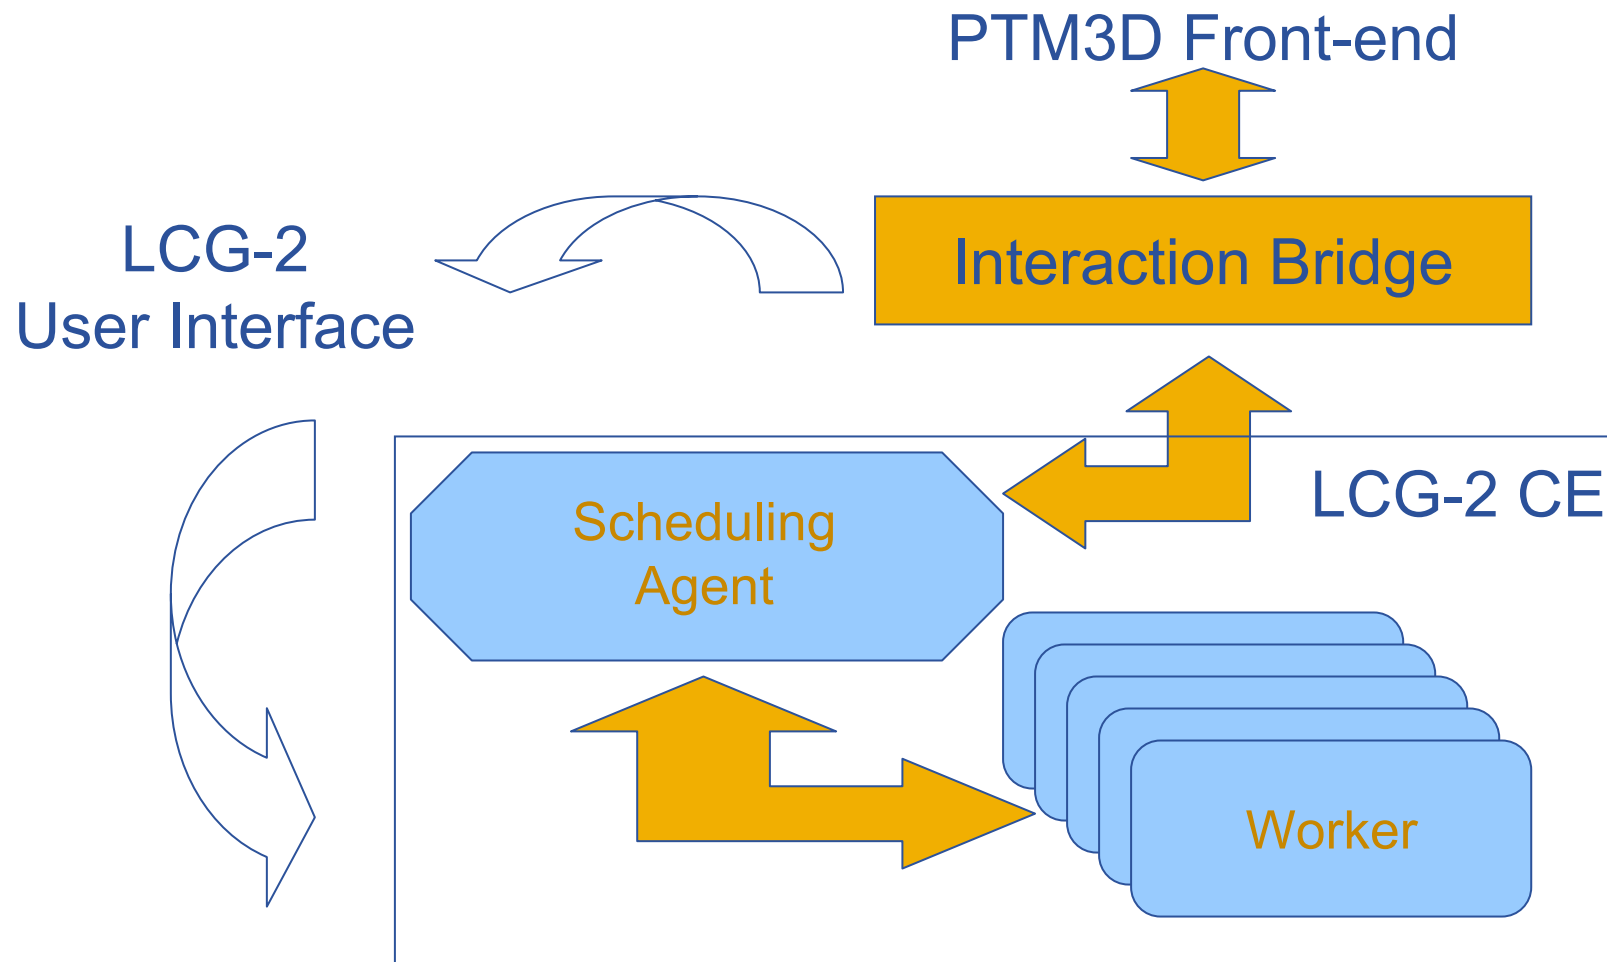 PTM3D Front-end
LCG-2
User Interface
Interaction Bridge
LCG-2 CE
Scheduling
Agent
Worker